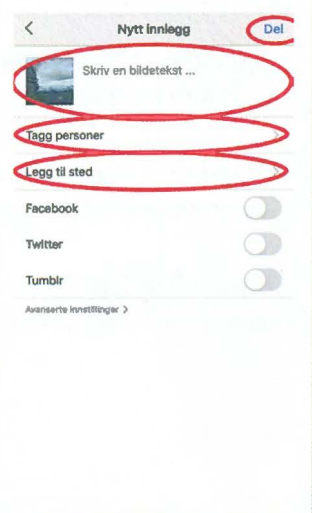 Nytt innlegg
Del
Skriv en bildetekst ...
Tagg personer
Legg til sted
Facebook
Twitter
Tumblr
Avanserte innstillinger